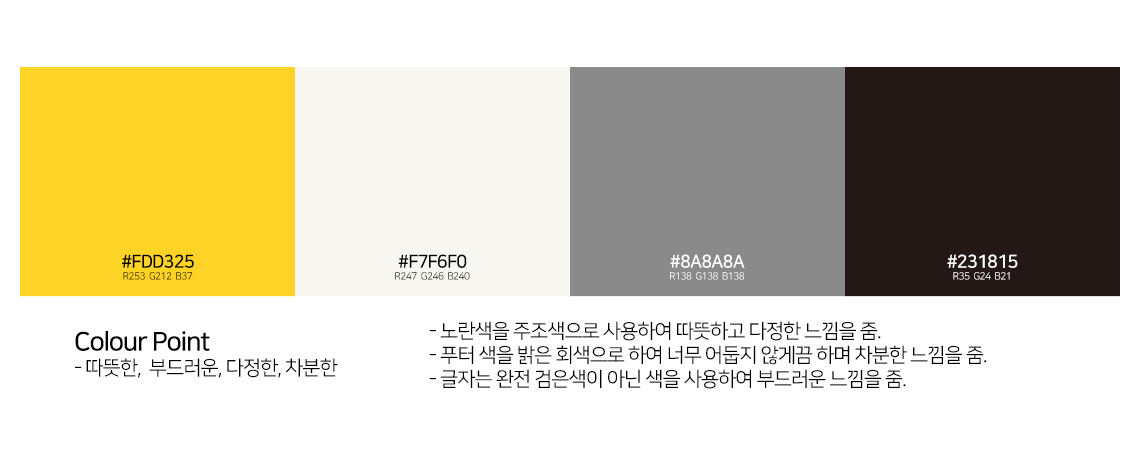 #FDD325
R253 G212 B37
#F7F6F0
R247 G246 B240
#8A8A8A
R138 G138 B138
#231815
R35 G24 B21
Colour Point
- 따뜻한, 부드러운, 다정한, 차분한
- 노란색을 주조색으로 사용하여 따뜻하고 다정한 느낌을 줌.
- 푸터 색을 밝은 회색으로 하여 너무 어둡지 않게끔 하며 차분한 느낌을 줌.
- 글자는 완전 검은색이 아닌 색을 사용하여 부드러운 느낌을 줌.